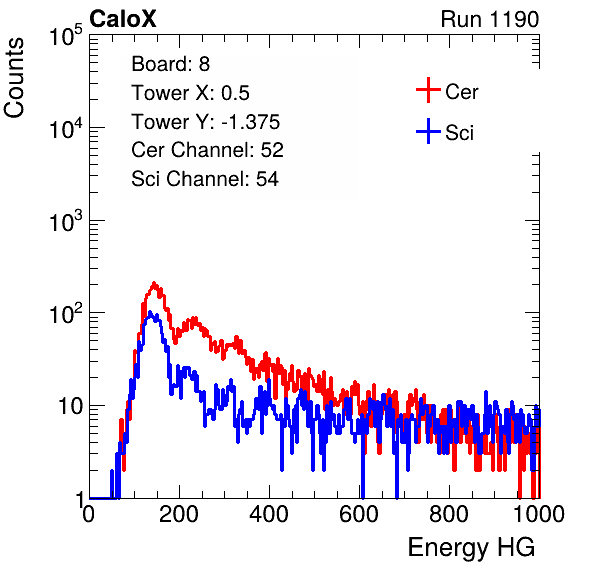 CaloX Run 1190
Counts
Board: 8
Tower X: 0.5
Tower Y: -1.375
Cer Channel: 52
Sci Channel: 54
Cer
Sci
10^5
10^4
10^3
10^2
10
1
0 200 400 600 800 1000
Energy HG